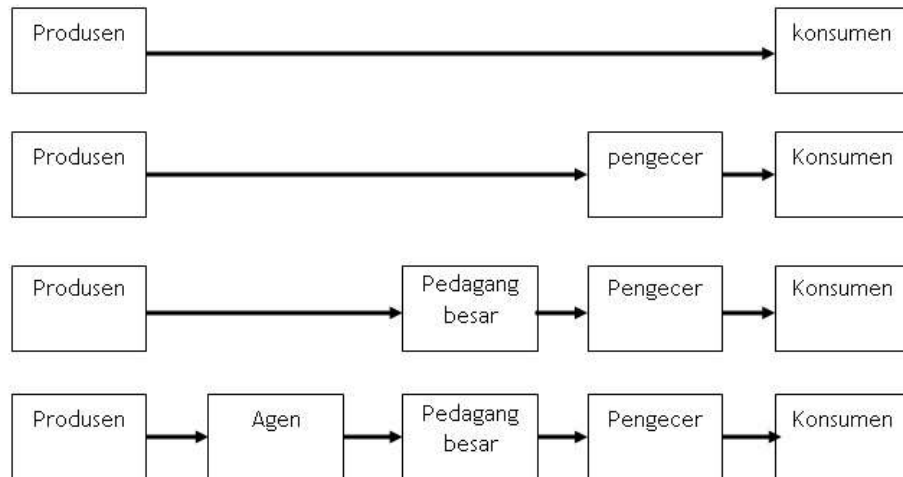 Produsen
konsumen
Produsen
pengecer
Konsumen
Produsen
Pedagang
besar
Pengecer
Konsumen
Produsen
Agen
Pedagang
besar
Pengecer
Konsumen